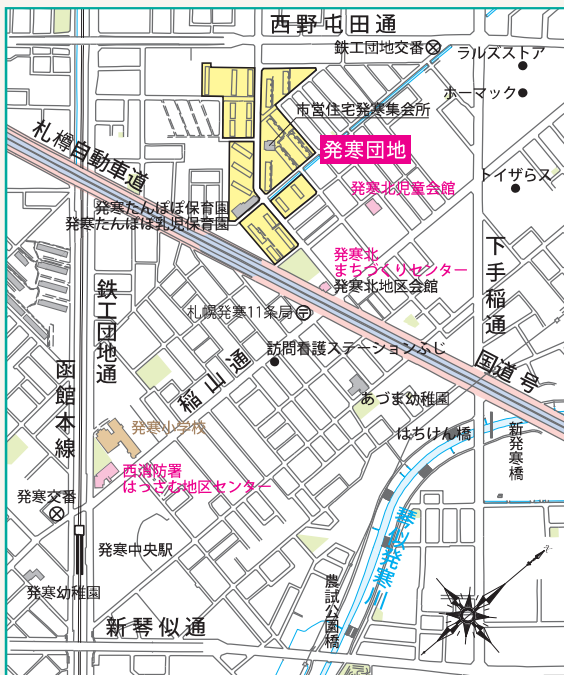 西野屯田通
鉄工団地交番
ラルズストア
ホーマック
市営住宅発寒集会所
発寒団地
札樽自動車道
トイザらス
発寒北児童会館
発寒たんぽぽ保育園
発寒たんぽぽ乳児保育園
発寒北
まちづくりセンター
発寒北地区会館
下手稲通
鉄工団地通
札幌発寒11条局
訪問看護ステーションふじ
国道 号
稲山通
函館本線
あづま幼稚園
発寒小学校
はちけん橋
新発寒橋
西消防署
はっさむ地区センター
発寒交番
琴似発寒川
発寒中央駅
農試公園橋
発寒幼稚園
新琴似通